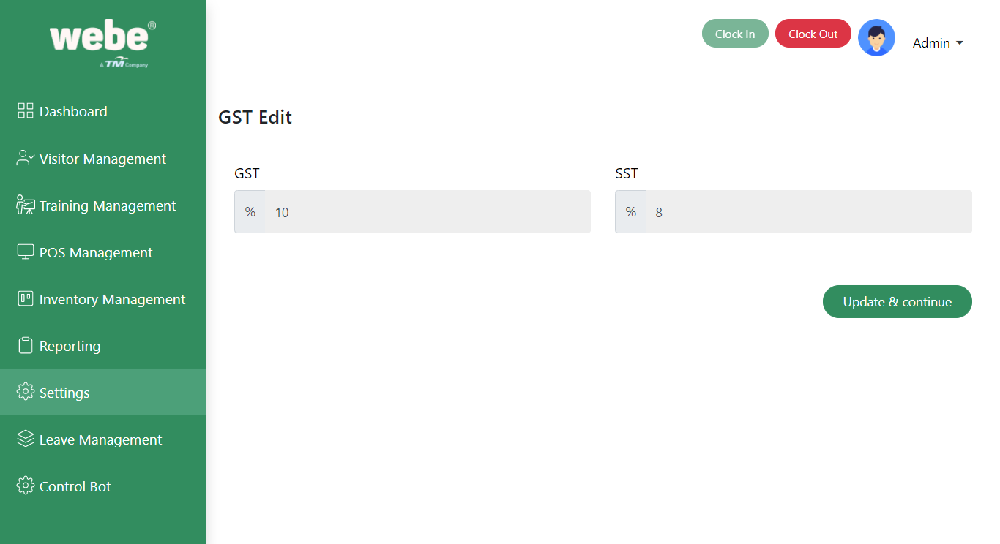 webe®
A TM Company
Clock In
Clock Out
Admin
Dashboard
Visitor Management
Training Management
POS Management
Inventory Management
Reporting
Settings
Leave Management
Control Bot
GST Edit
GST
SST
% 10
% 8
Update & continue